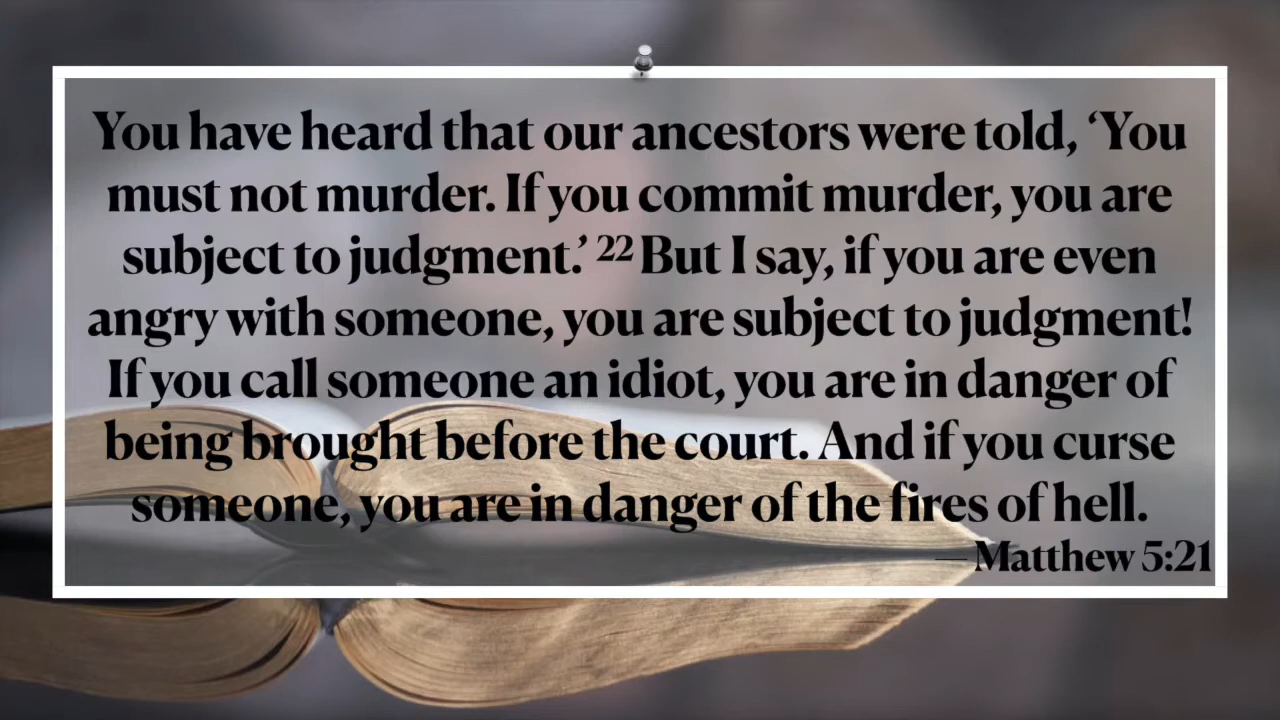 You have heard that our ancestors were told, ‘You
must not murder. If you commit murder, you are
subject to judgment.’ 22 But I say, if you are even
angry with someone, you are subject to judgment!
If you call someone an idiot, you are in danger of
being brought before the court. And if you curse
someone, you are in danger of the fires of hell.
— Matthew 5:21